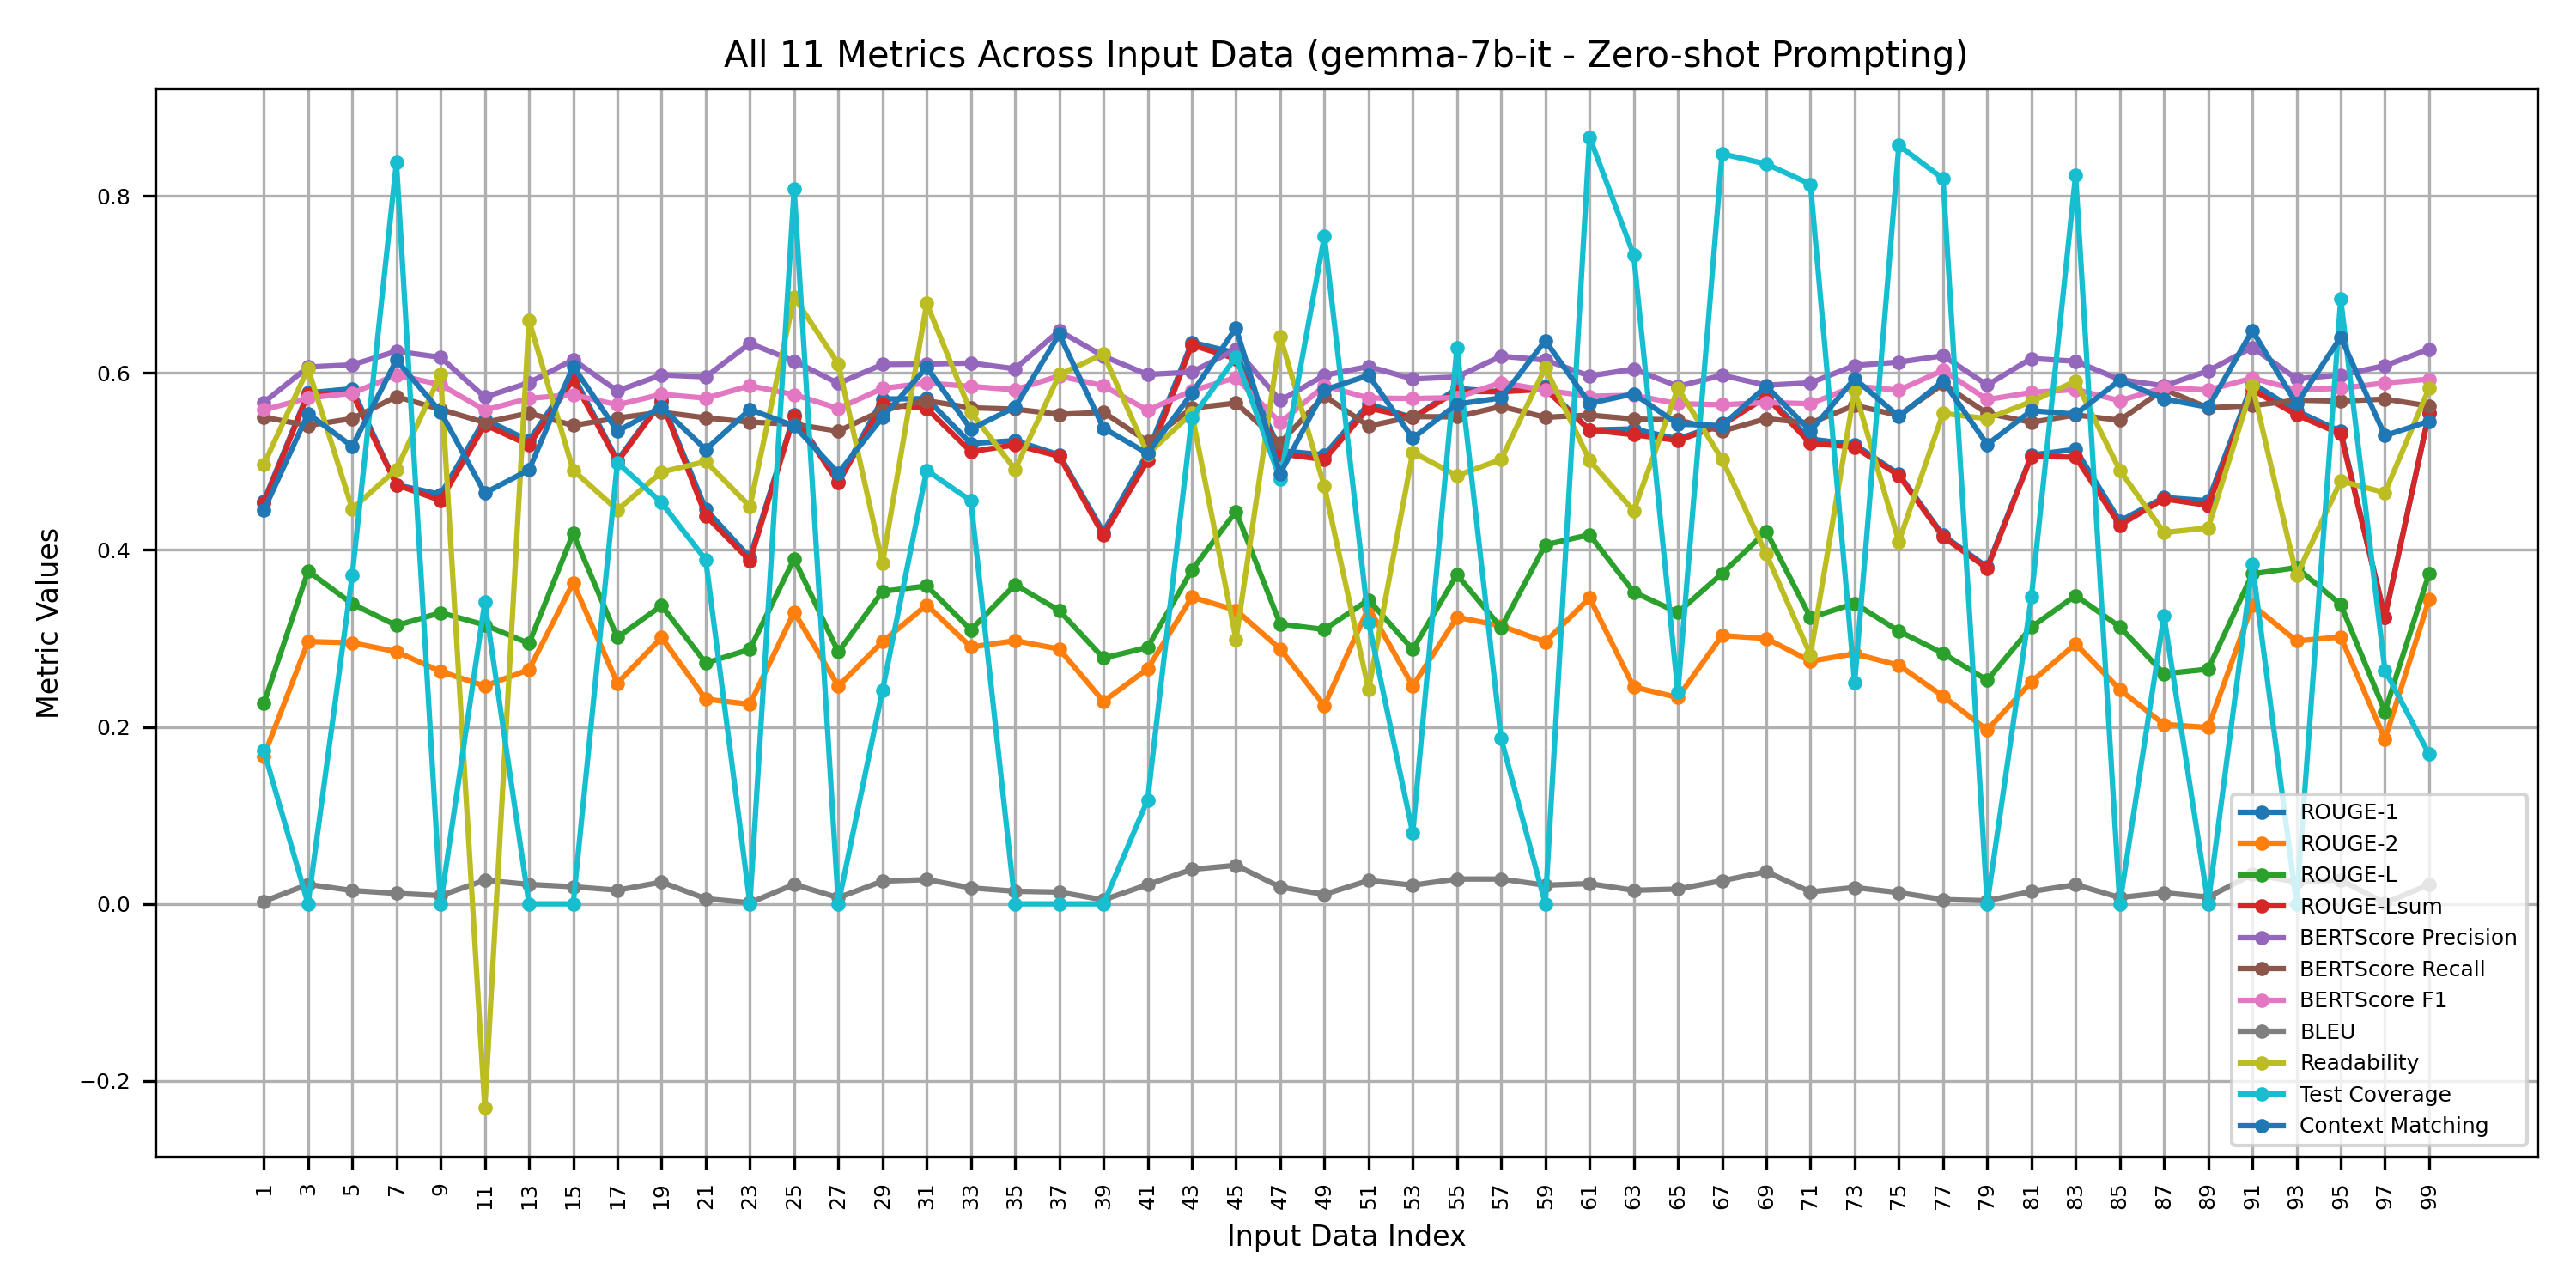 All 11 Metrics Across Input Data (gemma-7b-it - Zero-shot Prompting)
Metric Values
0.8
0.6
0.4
0.2
0.0
−0.2
ROUGE-1
ROUGE-2
ROUGE-L
ROUGE-Lsum
BERTScore Precision
BERTScore Recall
BERTScore F1
BLEU
Readability
Test Coverage
Context Matching
1 3 5 7 9 11 13 15 17 19 21 23 25 27 29 31 33 35 37 39 41 43 45 47 49 51 53 55 57 59 61 63 65 67 69 71 73 75 77 79 81 83 85 87 89 91 93 95 97 99
Input Data Index